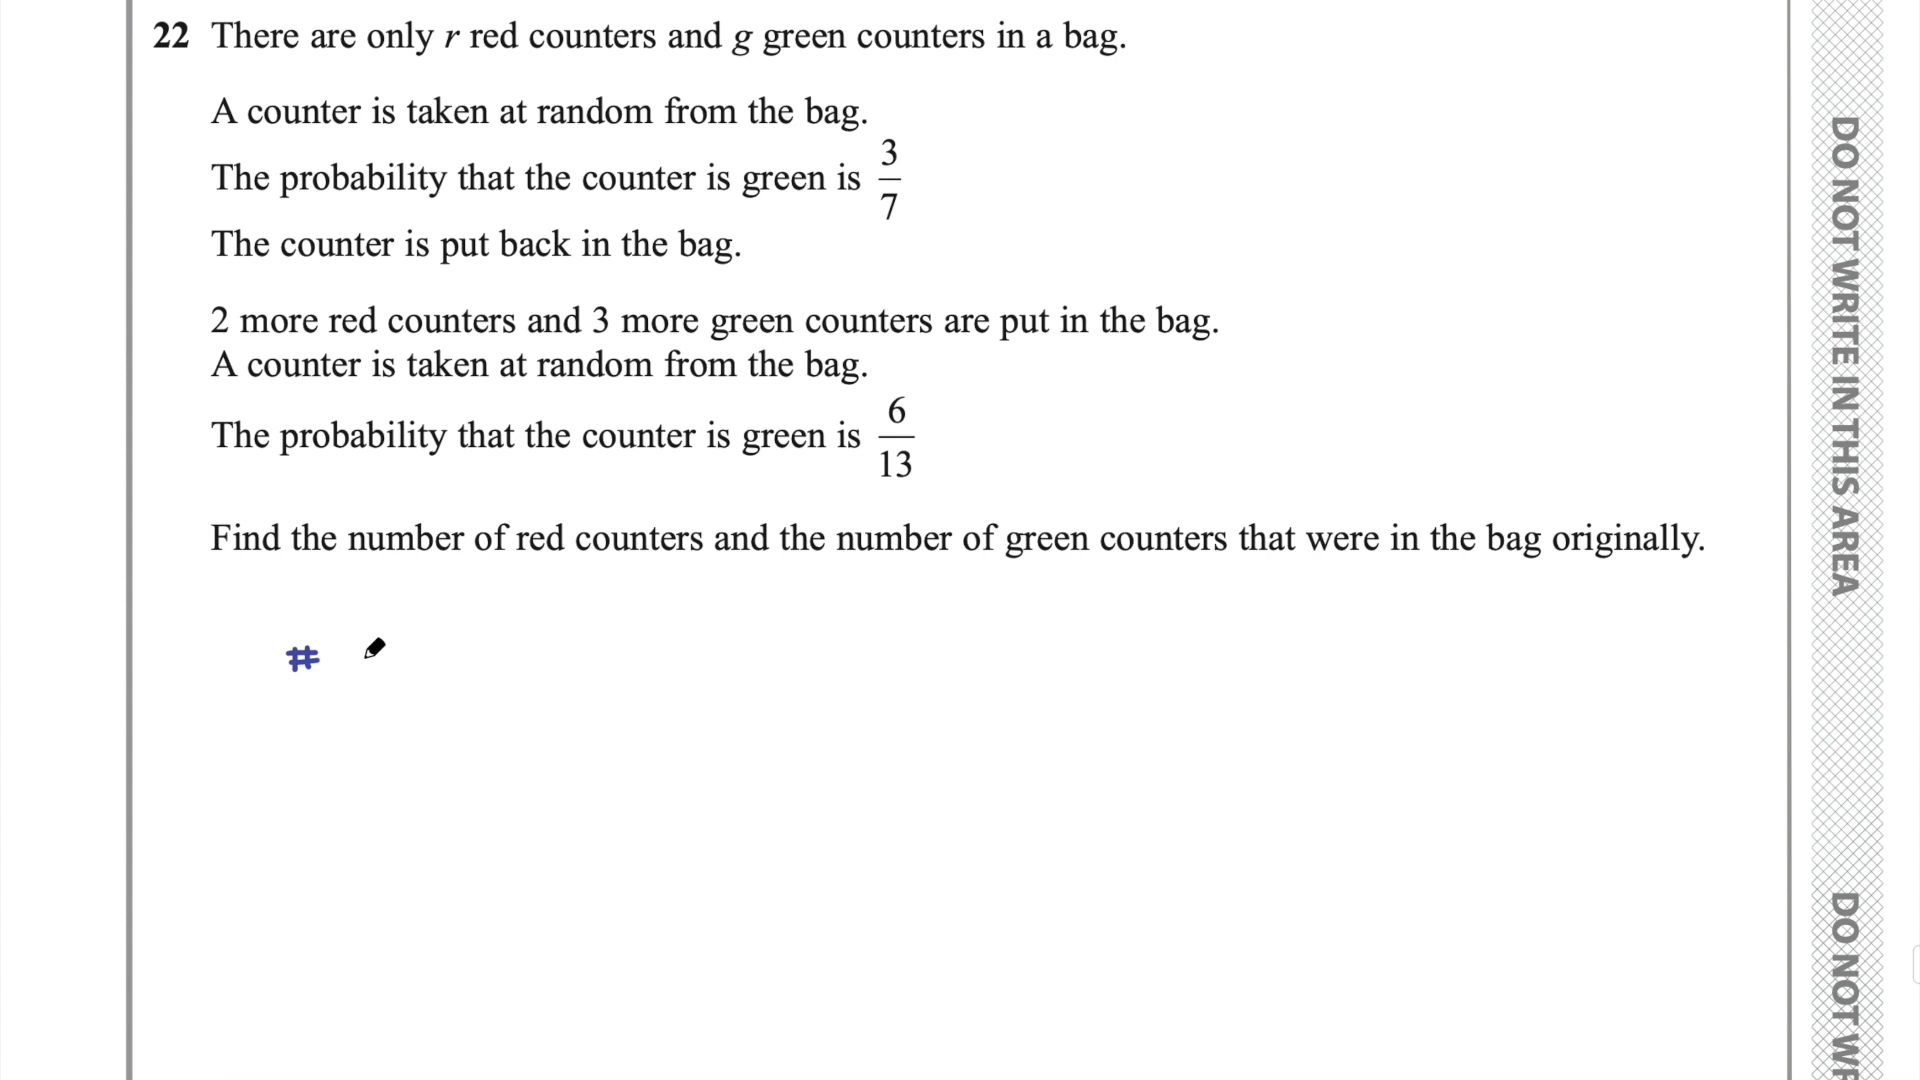 22 There are only r red counters and g green counters in a bag.
A counter is taken at random from the bag.
The probability that the counter is green is 3/7
The counter is put back in the bag.
2 more red counters and 3 more green counters are put in the bag.
A counter is taken at random from the bag.
The probability that the counter is green is 6/13
Find the number of red counters and the number of green counters that were in the bag originally.
#
DO NOT WRITE IN THIS AREA
DO NOT WR